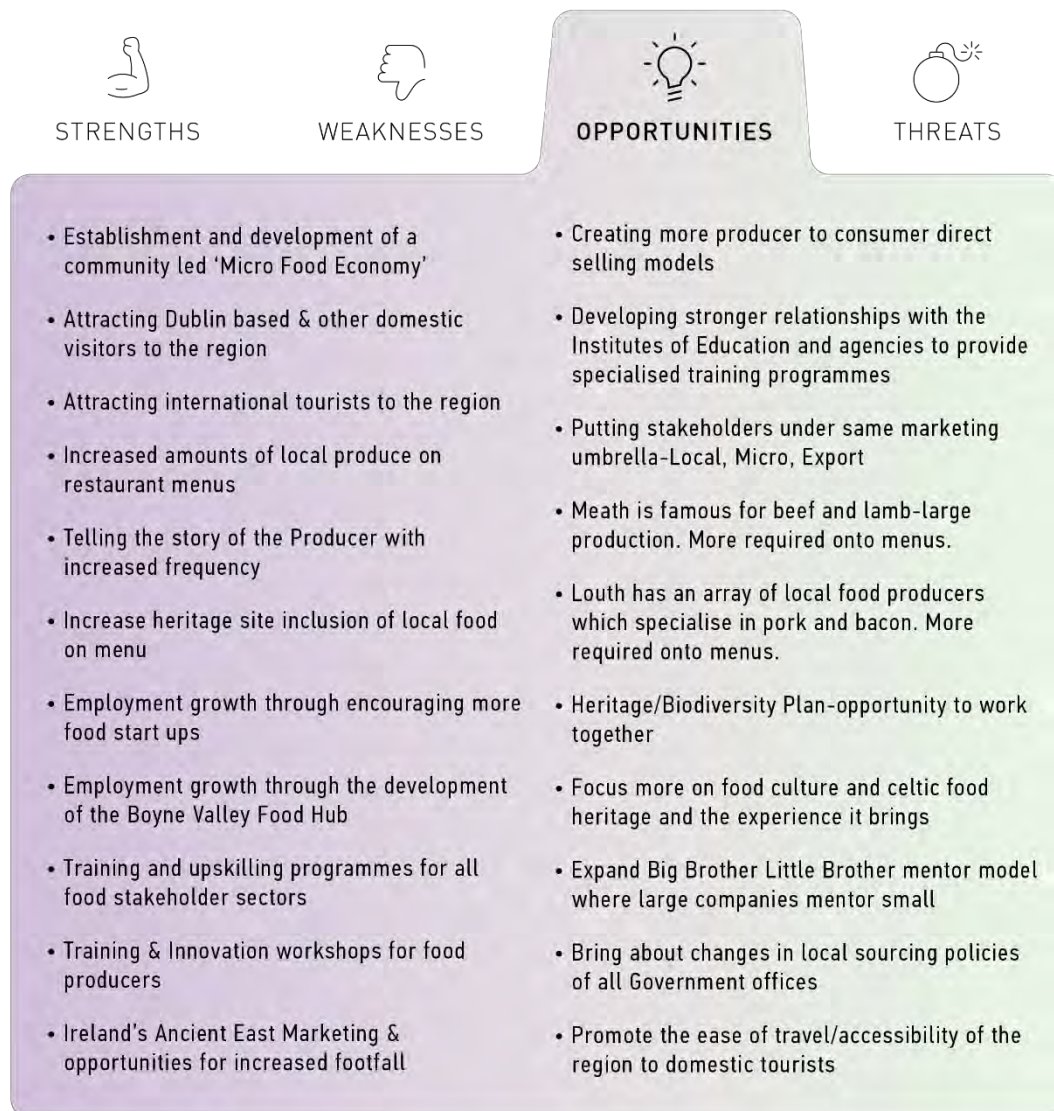 STRENGTHS
WEAKNESSES
OPPORTUNITIES
THREATS
• Establishment and development of a
community led ‘Micro Food Economy’
• Attracting Dublin based & other domestic
visitors to the region
• Attracting international tourists to the region
• Increased amounts of local produce on
restaurant menus
• Telling the story of the Producer with
increased frequency
• Increase heritage site inclusion of local food
on menu
• Employment growth through encouraging more
food start ups
• Employment growth through the development
of the Boyne Valley Food Hub
• Training and upskilling programmes for all
food stakeholder sectors
• Training & Innovation workshops for food
producers
• Ireland’s Ancient East Marketing &
opportunities for increased footfall
• Creating more producer to consumer direct
selling models
• Developing stronger relationships with the
Institutes of Education and agencies to provide
specialised training programmes
• Putting stakeholders under same marketing
umbrella-Local, Micro, Export
• Meath is famous for beef and lamb-large
production. More required onto menus.
• Louth has an array of local food producers
which specialise in pork and bacon. More
required onto menus.
• Heritage/Biodiversity Plan-opportunity to work
together
• Focus more on food culture and celtic food
heritage and the experience it brings
• Expand Big Brother Little Brother mentor model
where large companies mentor small
• Bring about changes in local sourcing policies
of all Government offices
• Promote the ease of travel/accessibility of the
region to domestic tourists